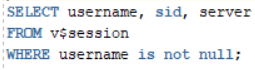 SELECT username, sid, server
FROM v$session
WHERE username is not null;